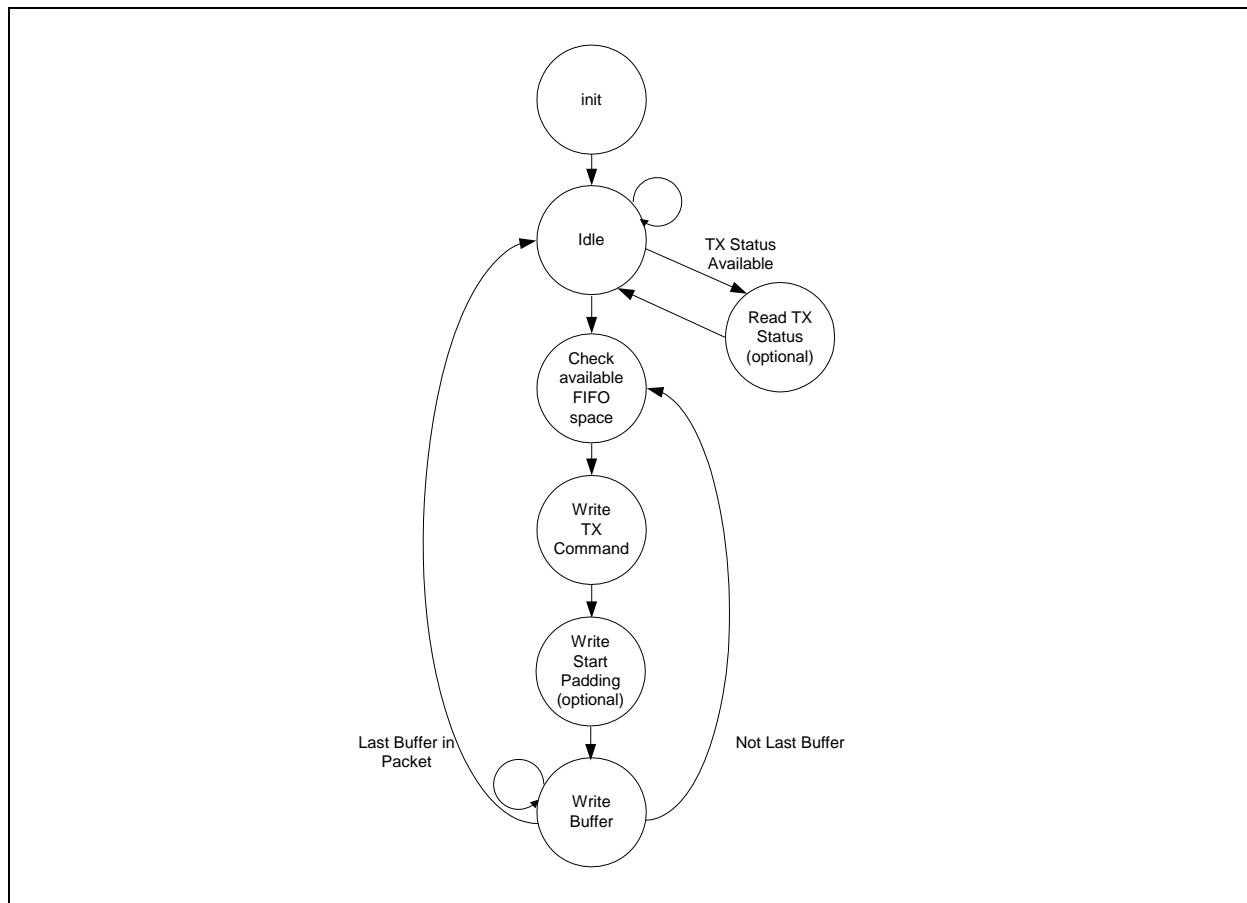 init
Idle
TX Status
Available
Read TX
Status
(optional)
Check
available
FIFO
space
Write
TX
Command
Write
Start
Padding
(optional)
Last Buffer in
Packet
Not Last Buffer
Write
Buffer